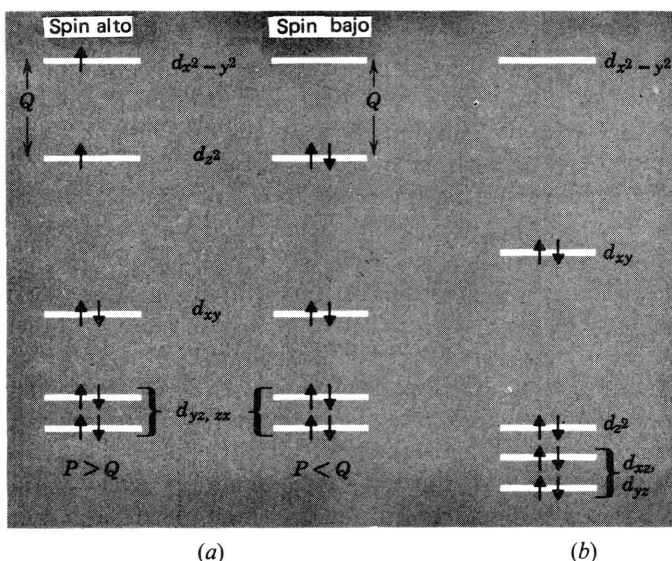 Spin alto
Spin bajo
Q
d_{x²−y²}
Q
d_{x²−y²}
d_{z²}
d_{xy}
d_{xy}
d_{yz, zx}
d_{z²}
d_{xz},
d_{yz}
P > Q
P < Q
(a)
(b)